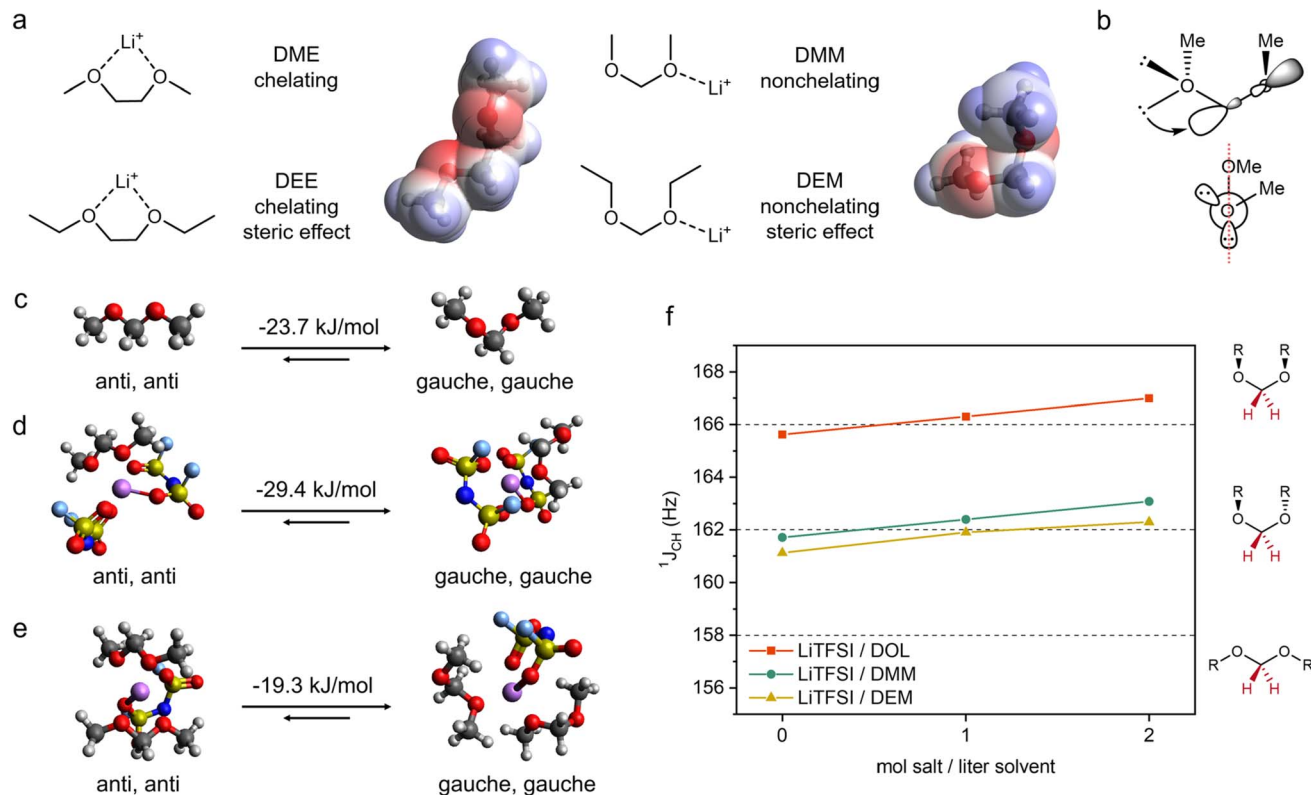 a
Li+
O
O
DME
chelating
O
O
Li+
DMM
nonchelating
b
Me
Me
O
Li+
O
O
DEE
chelating
steric effect
O
O
Li+
DEM
nonchelating
steric effect
OMe
Me
O
c
anti, anti
-23.7 kJ/mol
gauche, gauche
d
anti, anti
-29.4 kJ/mol
gauche, gauche
e
anti, anti
-19.3 kJ/mol
gauche, gauche
f
168
166
164
162
160
158
156
¹JCH (Hz)
0
1
2
mol salt / liter solvent
LiTFSI / DOL
LiTFSI / DMM
LiTFSI / DEM
R
R
O
O
H
H
R
R
O
O
H
H
O
O
R
R
H
H